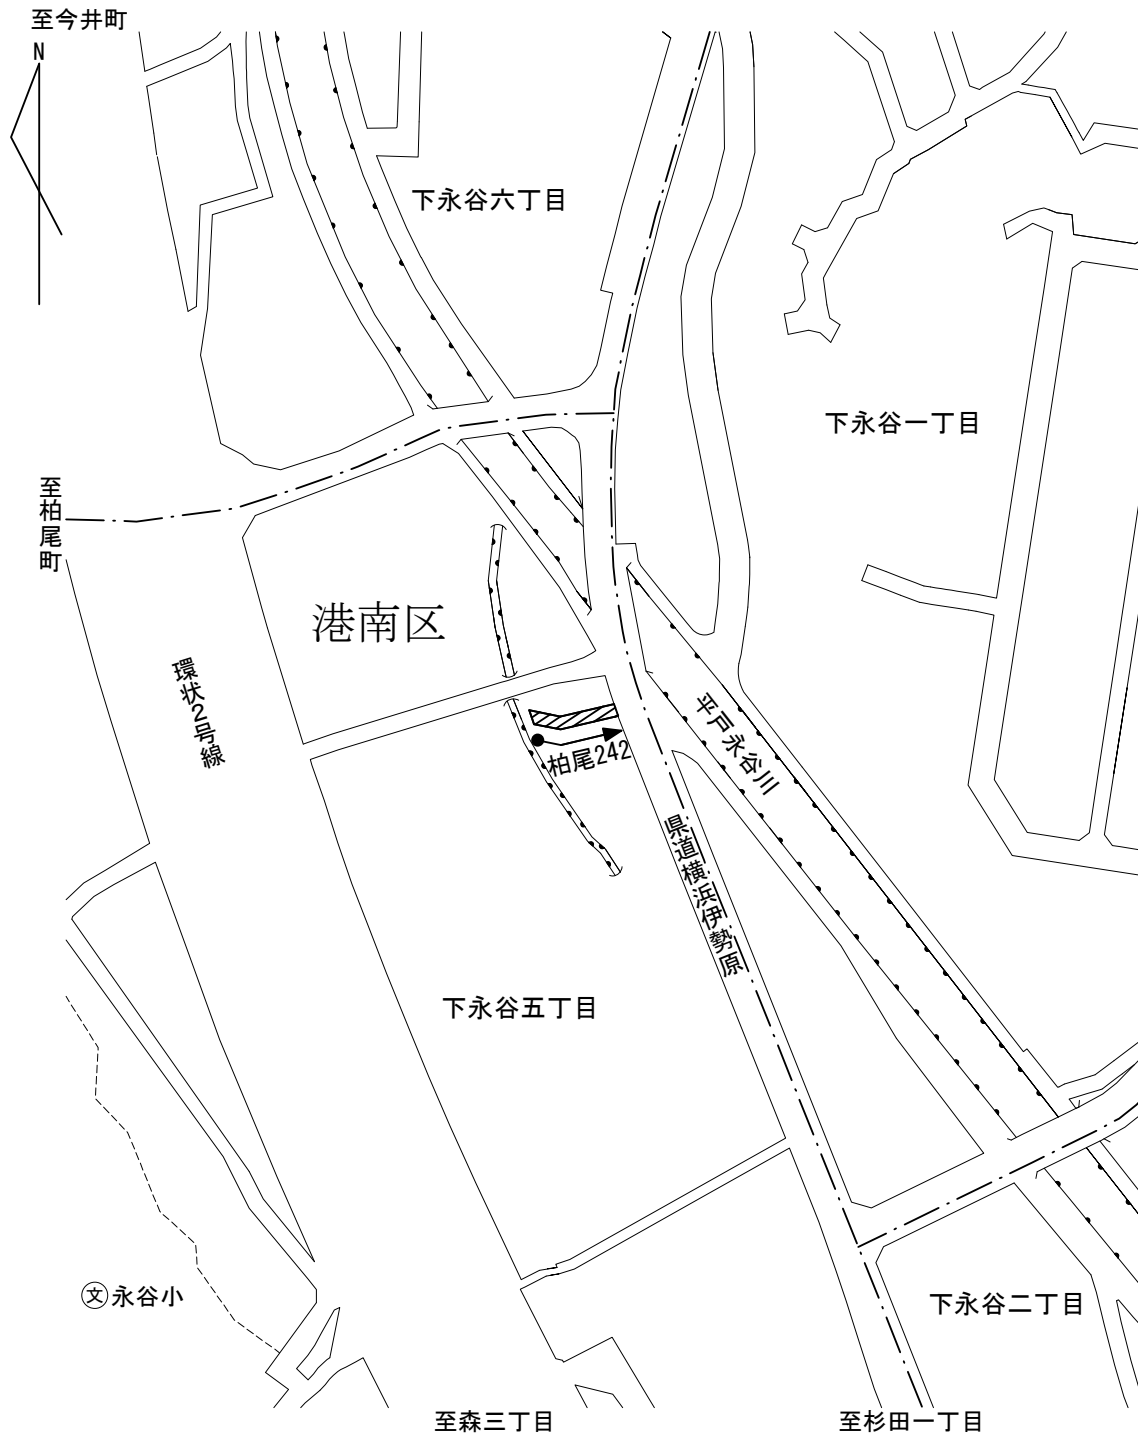 至今井町
N
下永谷六丁目
下永谷一丁目
至柏尾町
港南区
環状2号線
平戸永谷川
柏尾242
県道横浜伊勢原
下永谷五丁目
文永谷小
下永谷二丁目
至森三丁目
至杉田一丁目